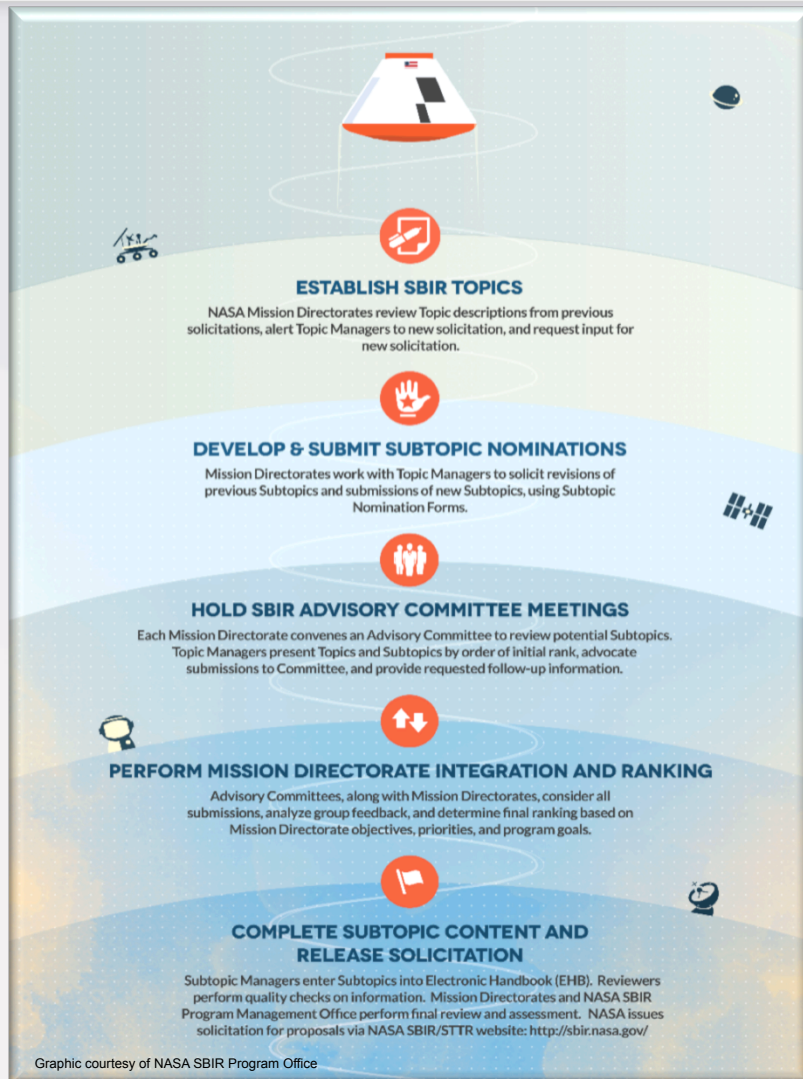 ESTABLISH SBIR TOPICS
NASA Mission Directorates review Topic descriptions from previous
solicitations, alert Topic Managers to new solicitation, and request input for
new solicitation.
DEVELOP & SUBMIT SUBTOPIC NOMINATIONS
Mission Directorates work with Topic Managers to solicit revisions of
previous Subtopics and submissions of new Subtopics, using Subtopic
Nomination Forms.
HOLD SBIR ADVISORY COMMITTEE MEETINGS
Each Mission Directorate convenes an Advisory Committee to review potential Subtopics.
Topic Managers present Topics and Subtopics by order of initial rank, advocate
submissions to Committee, and provide requested follow-up information.
PERFORM MISSION DIRECTORATE INTEGRATION AND RANKING
Advisory Committees, along with Mission Directorates, consider all
submissions, analyze group feedback, and determine final ranking based on
Mission Directorate objectives, priorities, and program goals.
COMPLETE SUBTOPIC CONTENT AND
RELEASE SOLICITATION
Subtopic Managers enter Subtopics into Electronic Handbook (EHB). Reviewers
perform quality checks on information. Mission Directorates and NASA SBIR
Program Management Office perform final review and assessment. NASA issues
solicitation for proposals via NASA SBIR/STTR website: http://sbir.nasa.gov/
Graphic courtesy of NASA SBIR Program Office